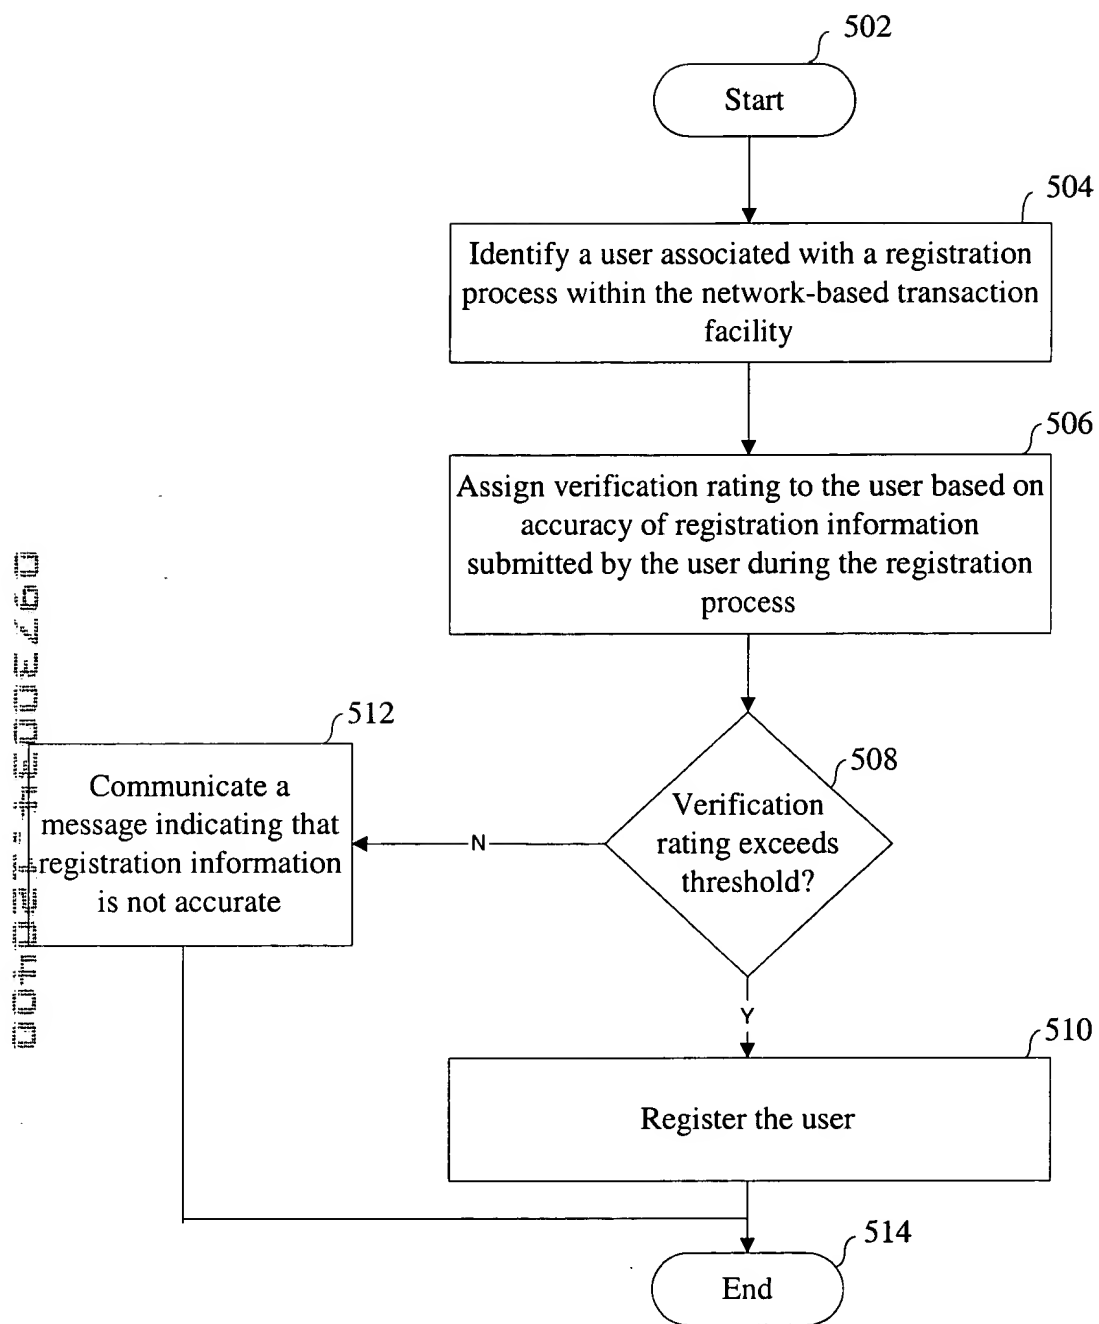 502
Start
504
Identify a user associated with a registration
process within the network-based transaction
facility
506
Assign verification rating to the user based on
accuracy of registration information
submitted by the user during the registration
process
512
Communicate a
message indicating that
registration information
is not accurate
508
Verification
rating exceeds
threshold?
N
Y
510
Register the user
514
End